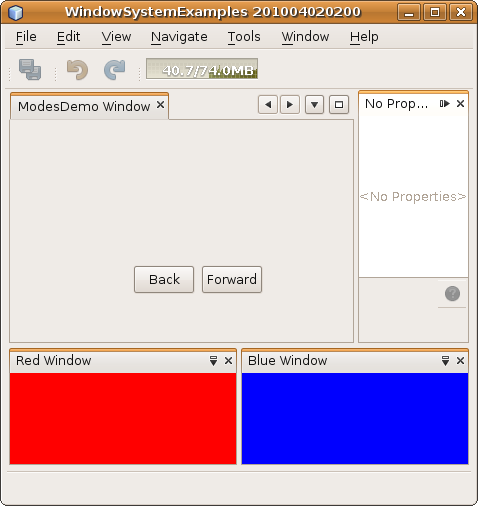 WindowSystemExamples 201004020200
File Edit View Navigate Tools Window Help
40.7/74.0MB
ModesDemo Window
No Prop...
<No Properties>
?
Back Forward
Red Window
Blue Window